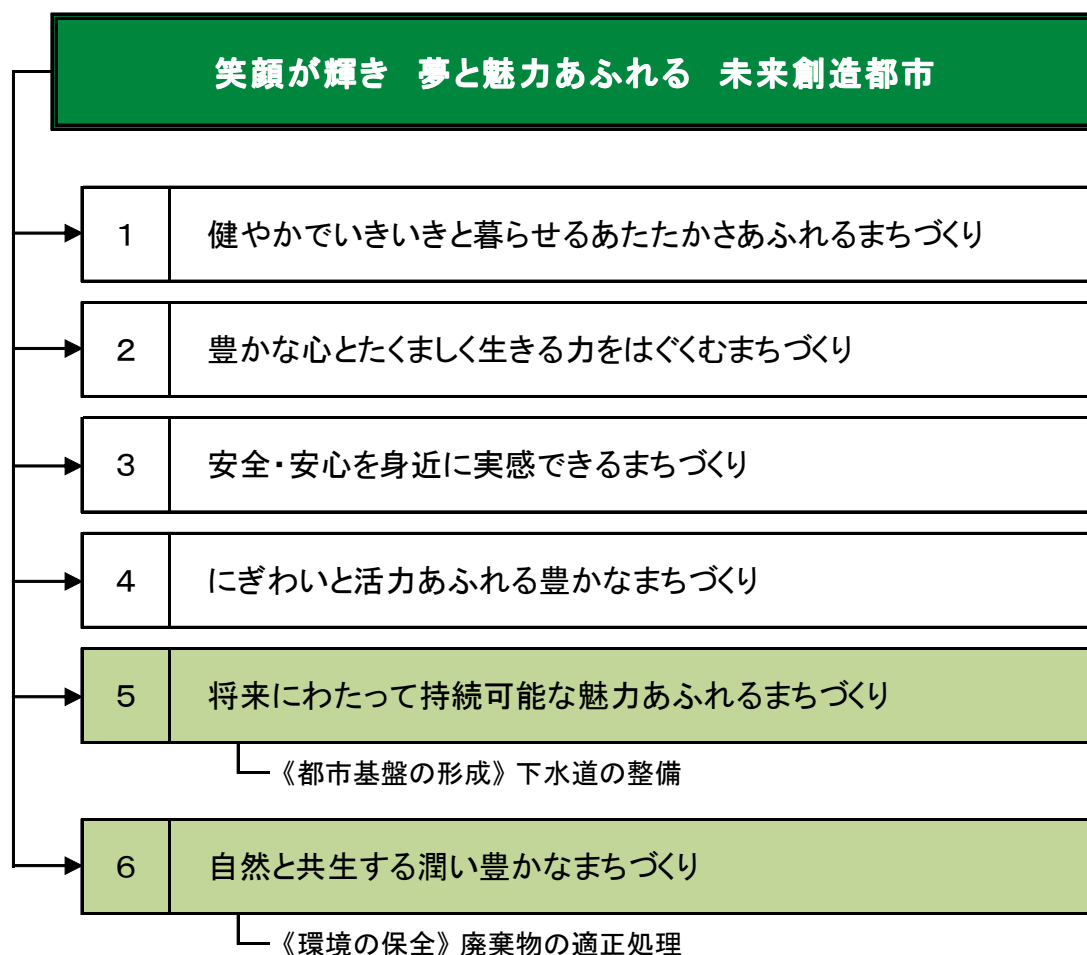 笑顔が輝き　夢と魅力あふれる　未来創造都市
1　健やかでいきいきと暮らせるあたたかさあふれるまちづくり
2　豊かな心とたくましく生きる力をはぐくむまちづくり
3　安全・安心を身近に実感できるまちづくり
4　にぎわいと活力あふれる豊かなまちづくり
5　将来にわたって持続可能な魅力あふれるまちづくり
《都市基盤の形成》下水道の整備
6　自然と共生する潤い豊かなまちづくり
《環境の保全》廃棄物の適正処理